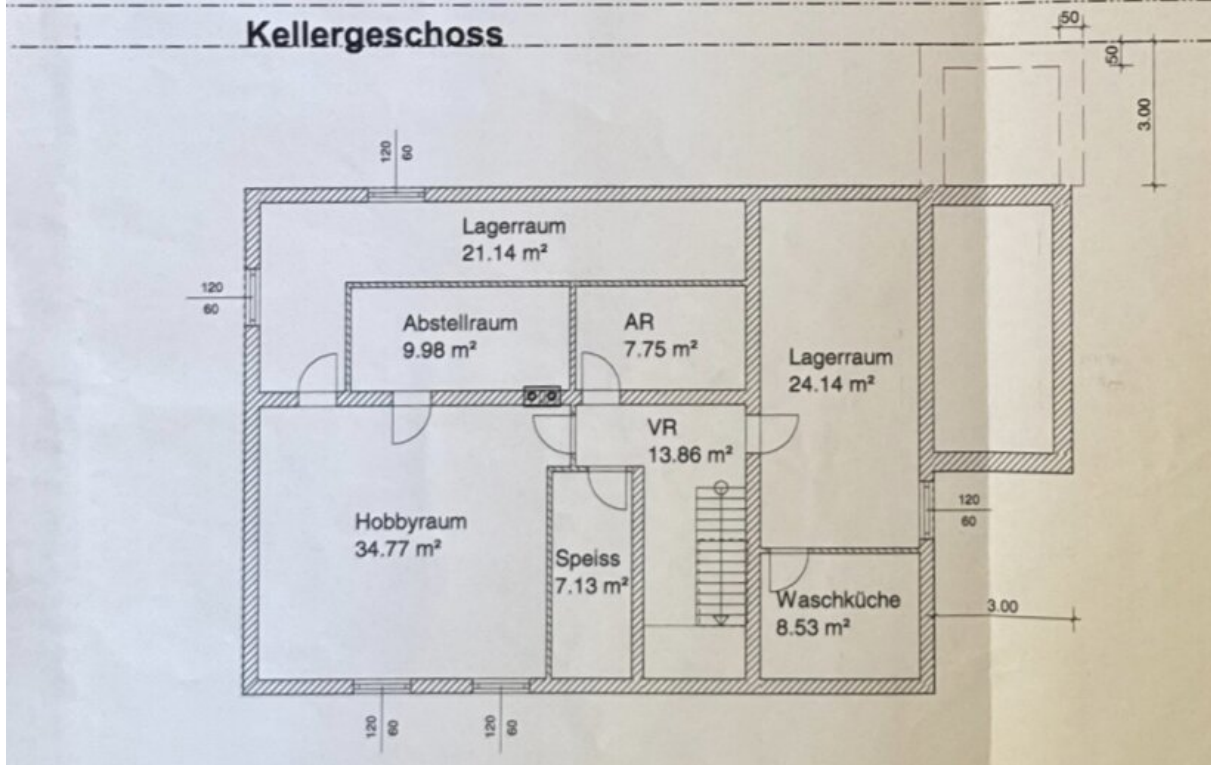 Kellergeschoss
50
50
3.00
120
60
Lagerraum
21.14 m²
120
60
Abstellraum
9.98 m²
AR
7.75 m²
Lagerraum
24.14 m²
VR
13.86 m²
Hobbyraum
34.77 m²
120
60
Speiss
7.13 m²
Waschküche
8.53 m²
3.00
120
60
120
60